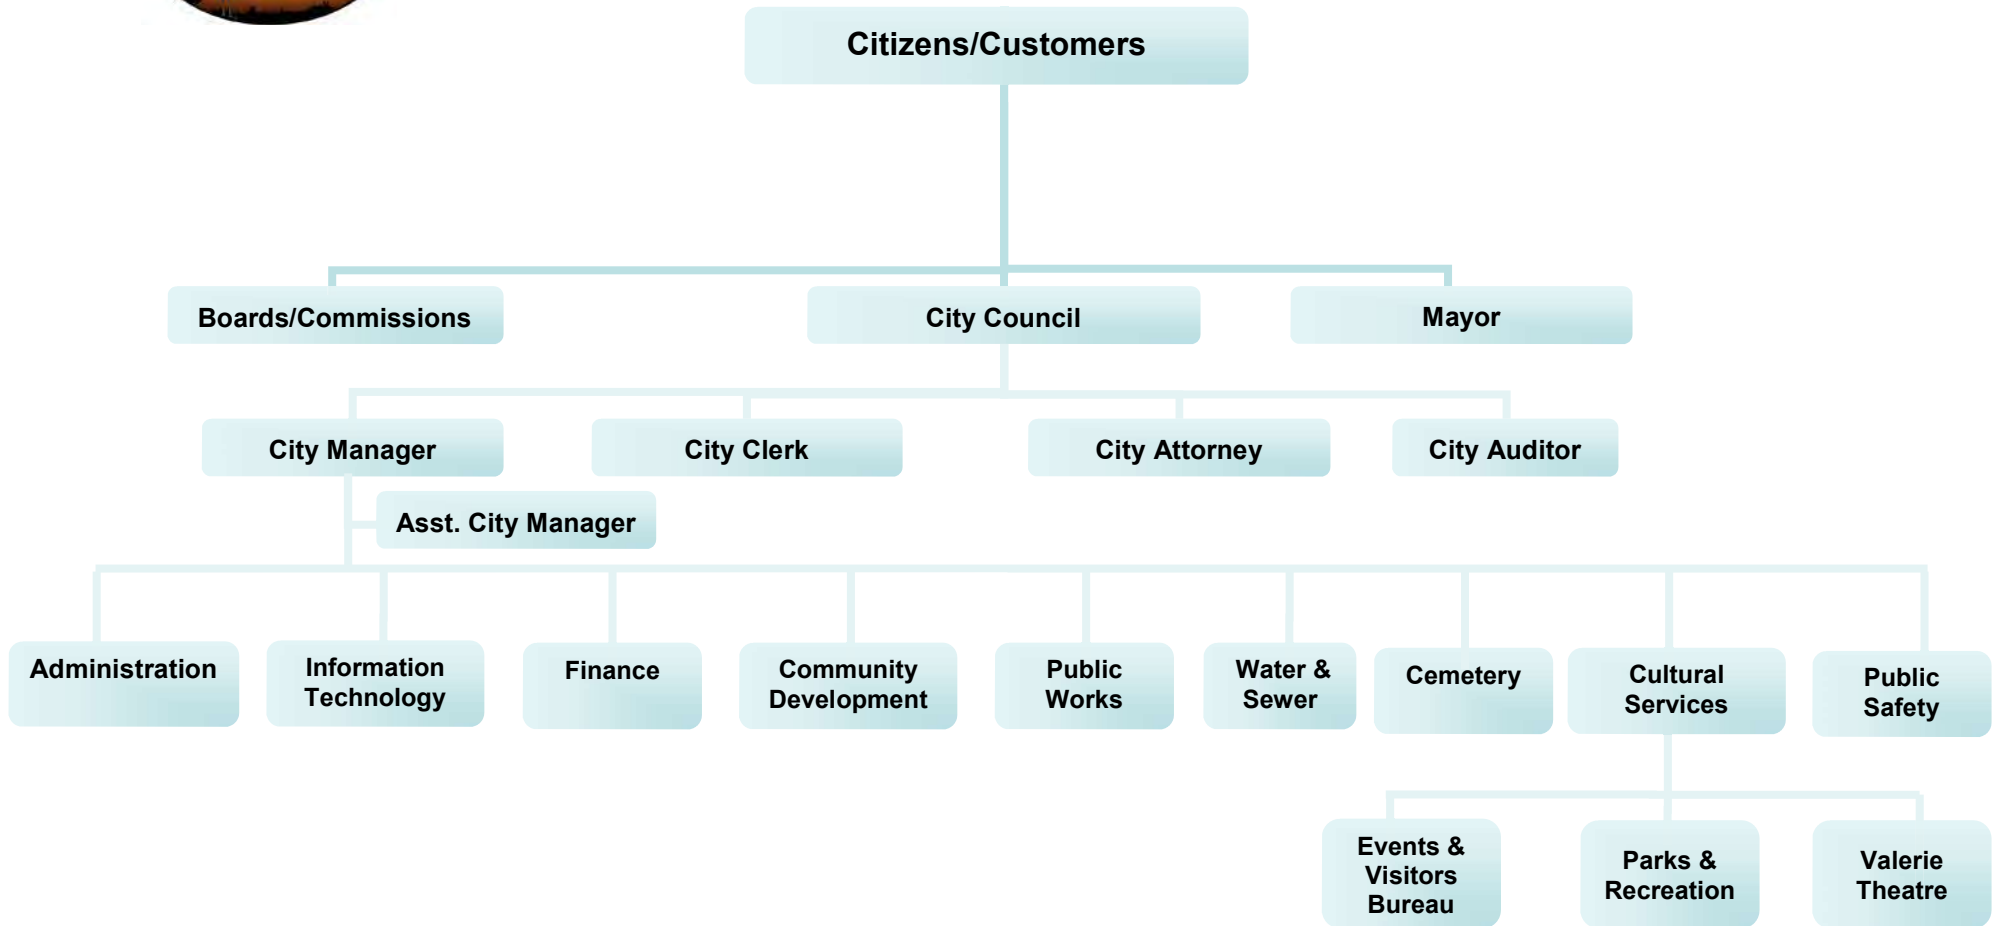 Citizens/Customers
Boards/Commissions
City Council
Mayor
City Manager
City Clerk
City Attorney
City Auditor
Asst. City Manager
Administration
Information
Technology
Finance
Community
Development
Public
Works
Water &
Sewer
Cemetery
Cultural
Services
Public
Safety
Events &
Visitors
Bureau
Parks &
Recreation
Valerie
Theatre